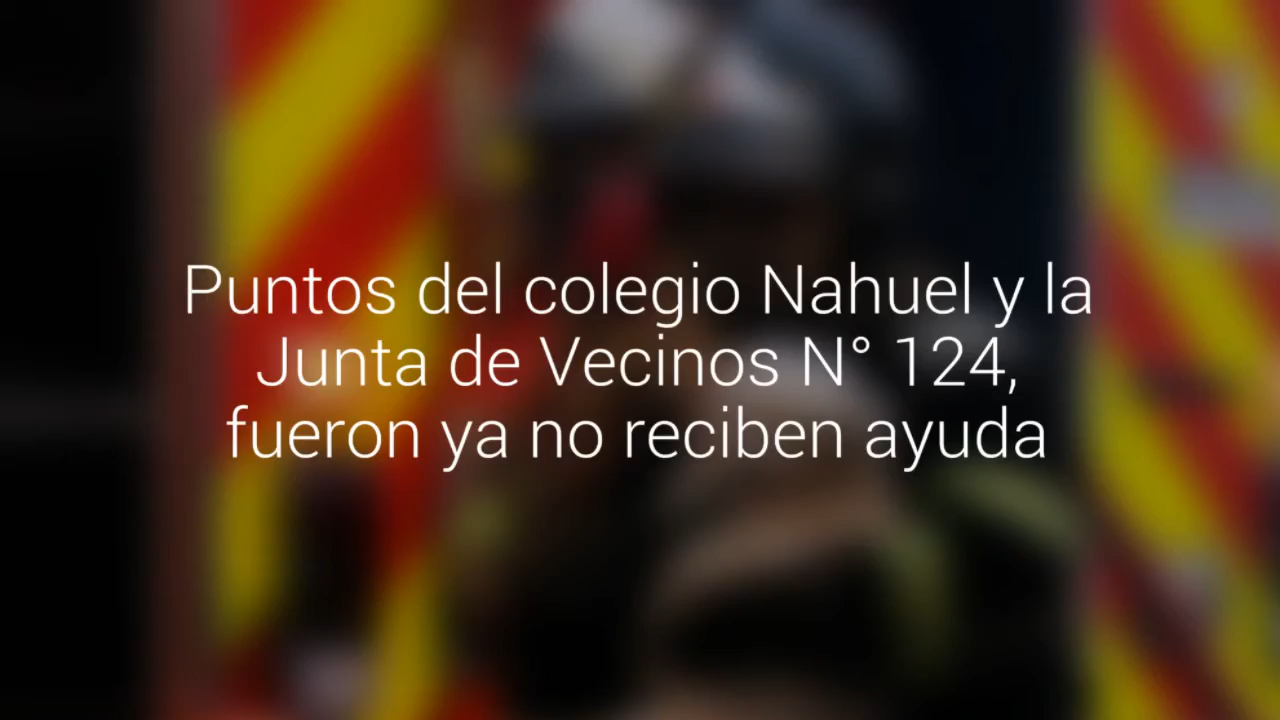 Puntos del colegio Nahuel y la
Junta de Vecinos N° 124,
fueron ya no reciben ayuda